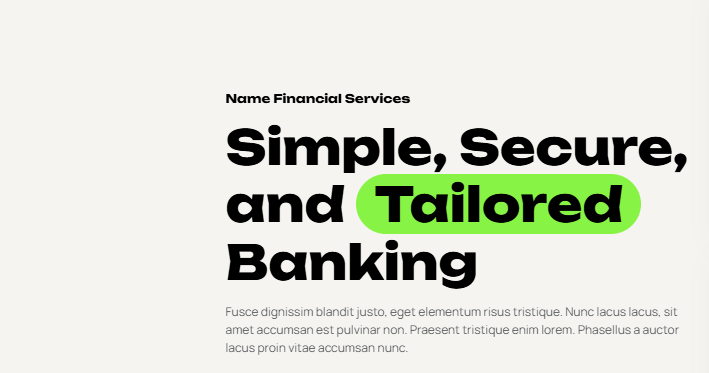 Name Financial Services
Simple, Secure,
and Tailored
Banking
Fusce dignissim blandit justo, eget elementum risus tristique. Nunc lacus lacus, sit
amet accumsan est pulvinar non. Praesent tristique enim lorem. Phasellus a auctor
lacus proin vitae accumsan nunc.